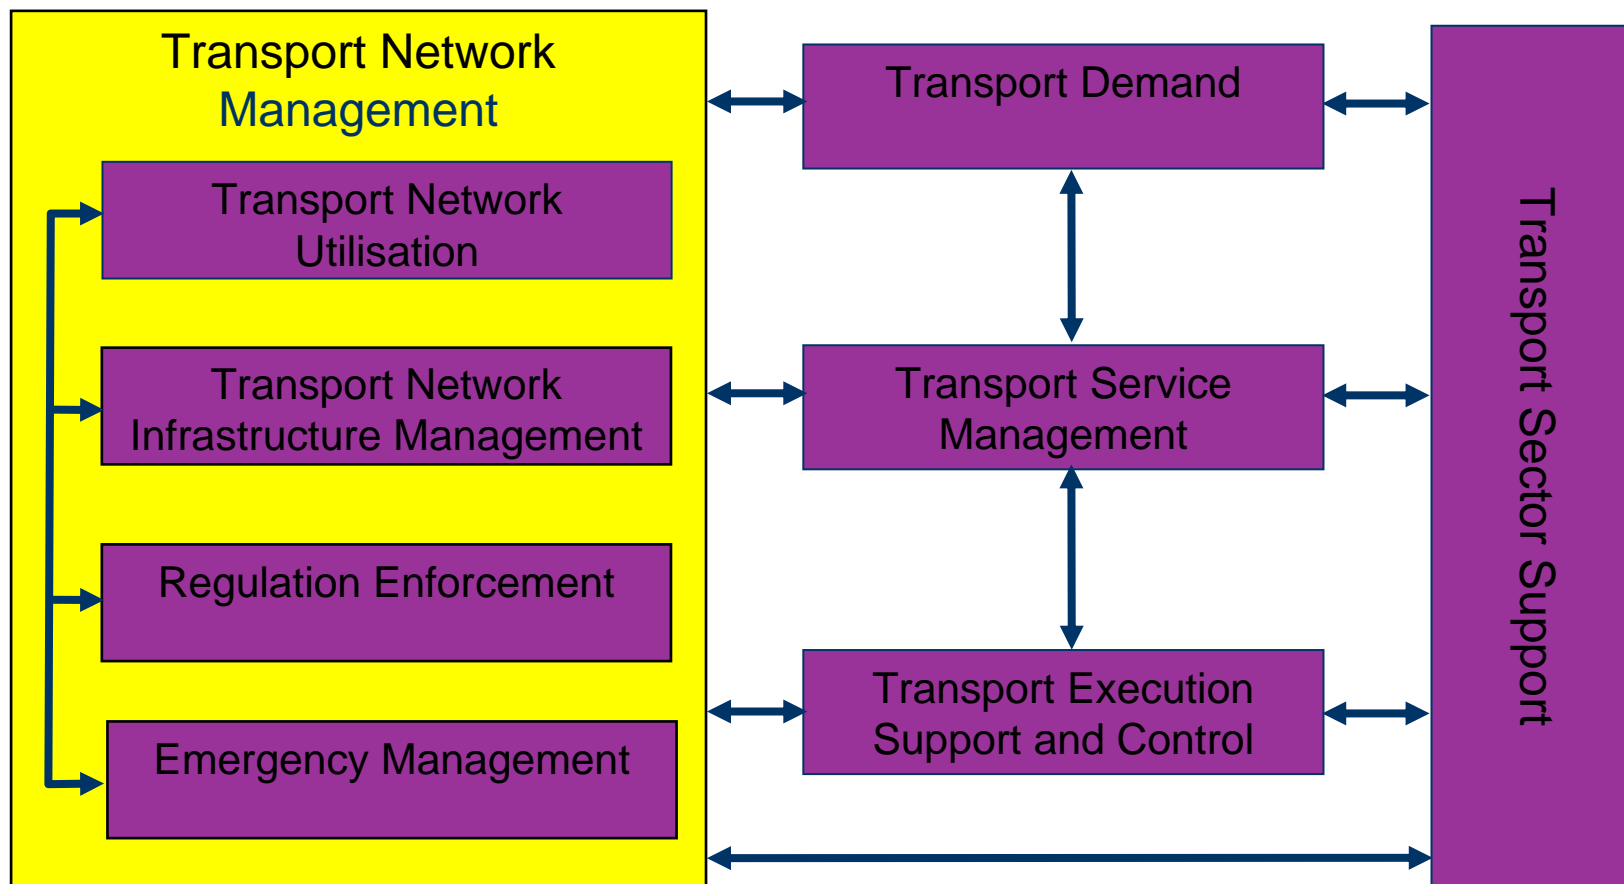 Transport Network
Management
Transport Network
Utilisation
Transport Network
Infrastructure Management
Regulation Enforcement
Emergency Management
Transport Demand
Transport Service
Management
Transport Execution
Support and Control
Transport Sector Support